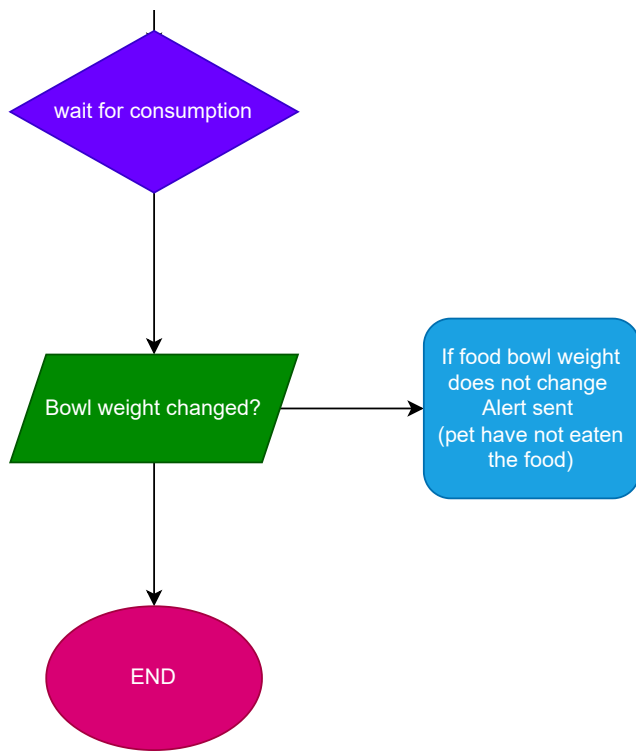 wait for consumption
Bowl weight changed?
If food bowl weight
does not change
Alert sent
(pet have not eaten
the food)
END